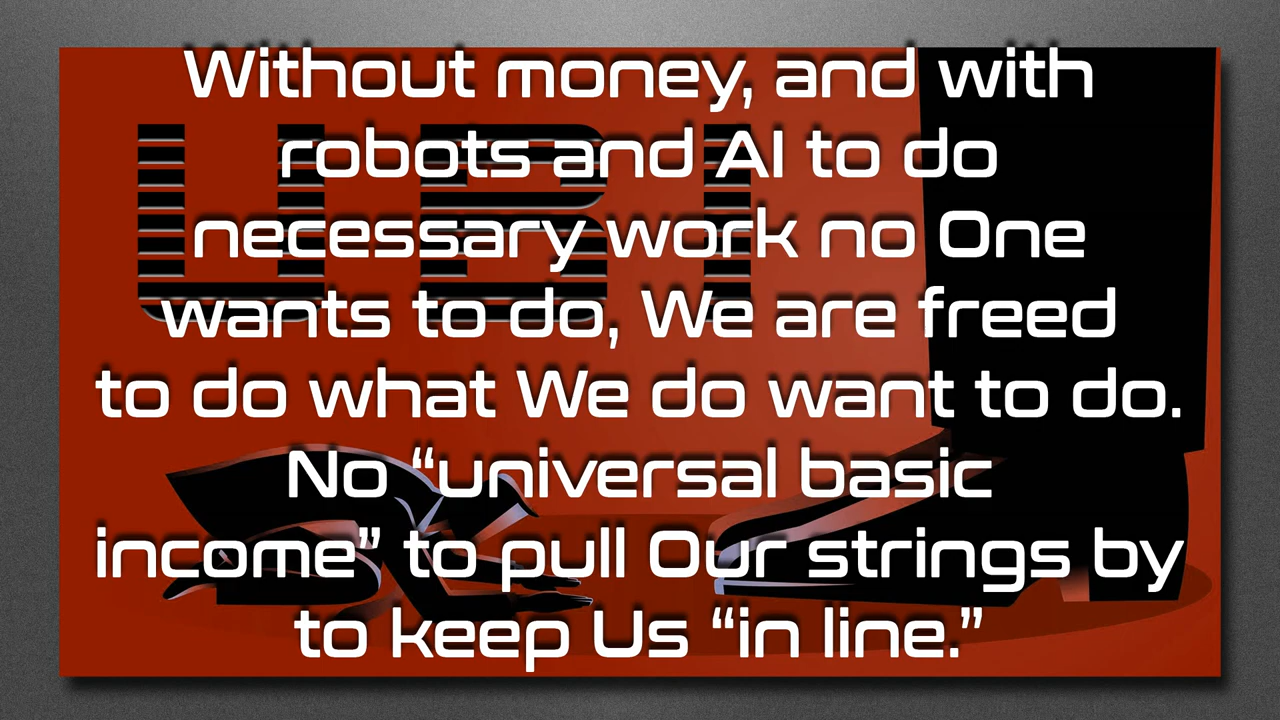 Without money, and with
robots and AI to do
necessary work no One
wants to do, We are freed
to do what We do want to do.
No “universal basic
income” to pull Our strings by
to keep Us “in line.”
UBI